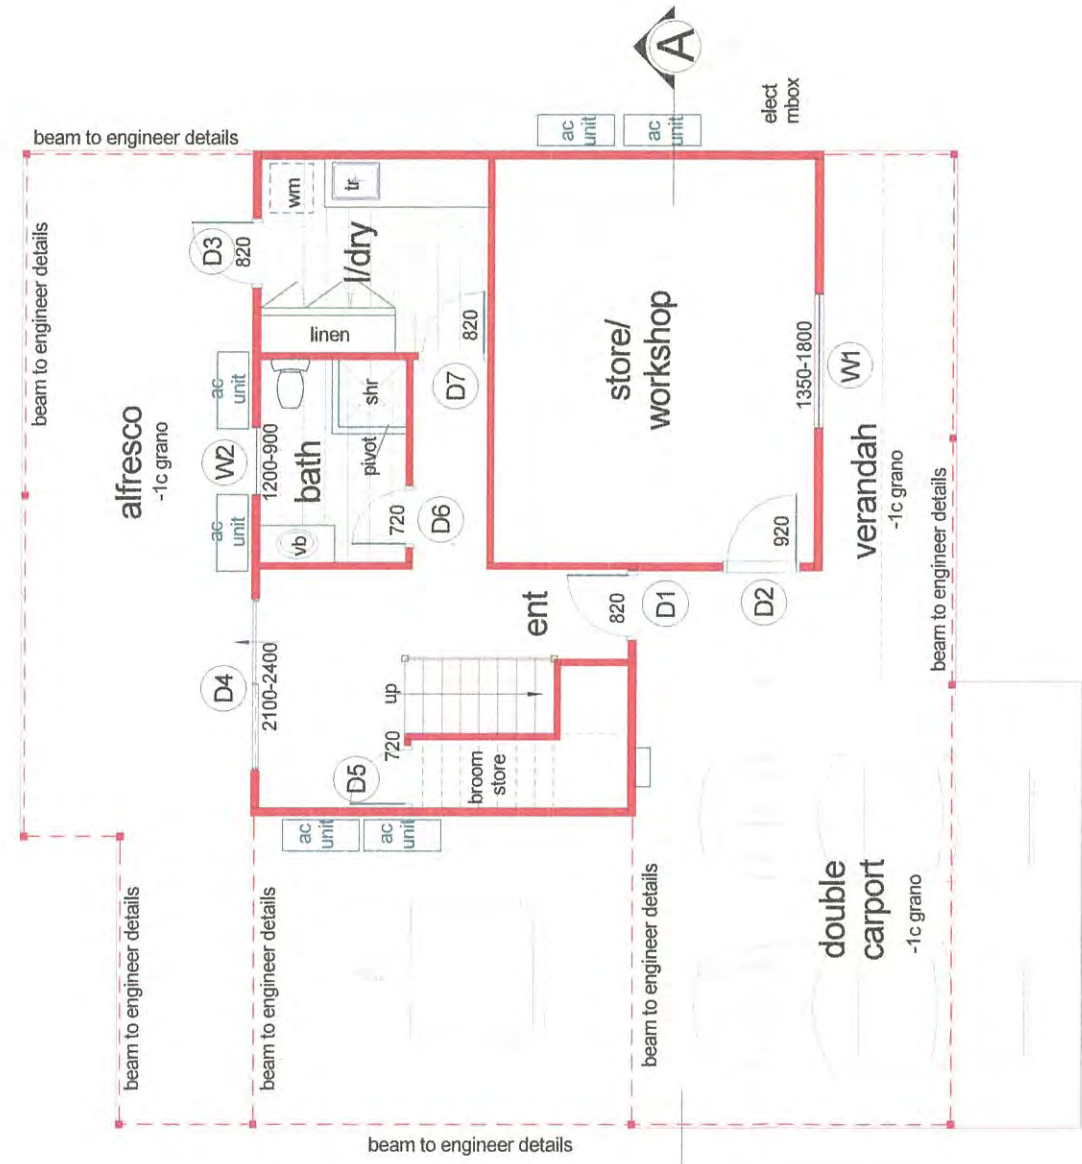 beam to engineer details
beam to engineer details
alfresco
-1c grano
D3
820
wm
tr
l/dry
linen
820
D7
ac
unit
W2
1200-900
ac
unit
bath
shr
pivot
vb
720
D6
ac
unit
ac
unit
A
elect
mbox
store/
workshop
1350-1800
W1
verandah
-1c grano
beam to engineer details
920
D2
D1
820
ent
D4
2100-2400
up
720
D5
broom
store
ac
unit
ac
unit
beam to engineer details
beam to engineer details
beam to engineer details
double
carport
-1c grano
beam to engineer details